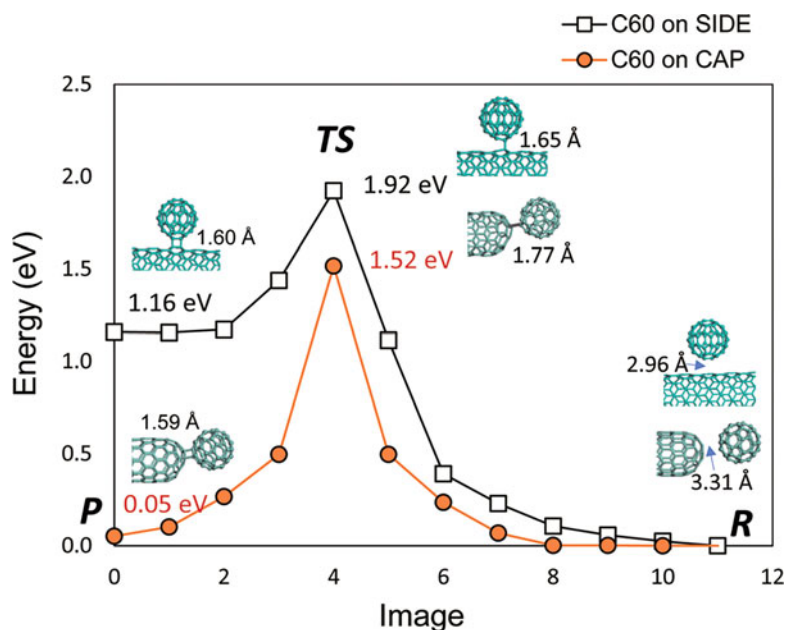 C60 on SIDE
C60 on CAP
2.5
2.0
1.5
1.0
0.5
0.0
Energy (eV)
TS
1.65 Å
1.92 eV
1.77 Å
1.60 Å
1.52 eV
1.16 eV
2.96 Å
1.59 Å
0.05 eV
3.31 Å
P
R
0 2 4 6 8 10 12
Image